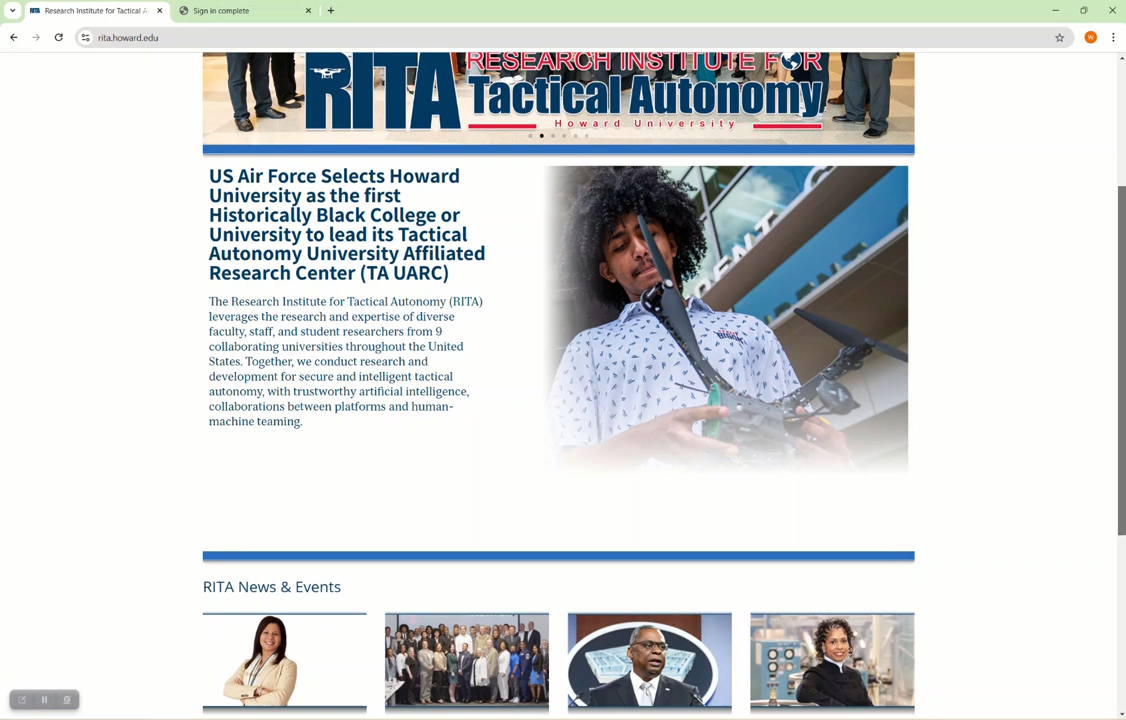 Research Institute for Tactical A
Sign in complete
rita.howard.edu
W
RESEARCH INSTITUTE FOR
RITA Tactical Autonomy
Howard University
US Air Force Selects Howard
University as the first
Historically Black College or
University to lead its Tactical
Autonomy University Affiliated
Research Center (TA UARC)
The Research Institute for Tactical Autonomy (RITA)
leverages the research and expertise of diverse
faculty, staff, and student researchers from 9
collaborating universities throughout the United
States. Together, we conduct research and
development for secure and intelligent tactical
autonomy, with trustworthy artificial intelligence,
collaborations between platforms and human-
machine teaming.
RITA News & Events